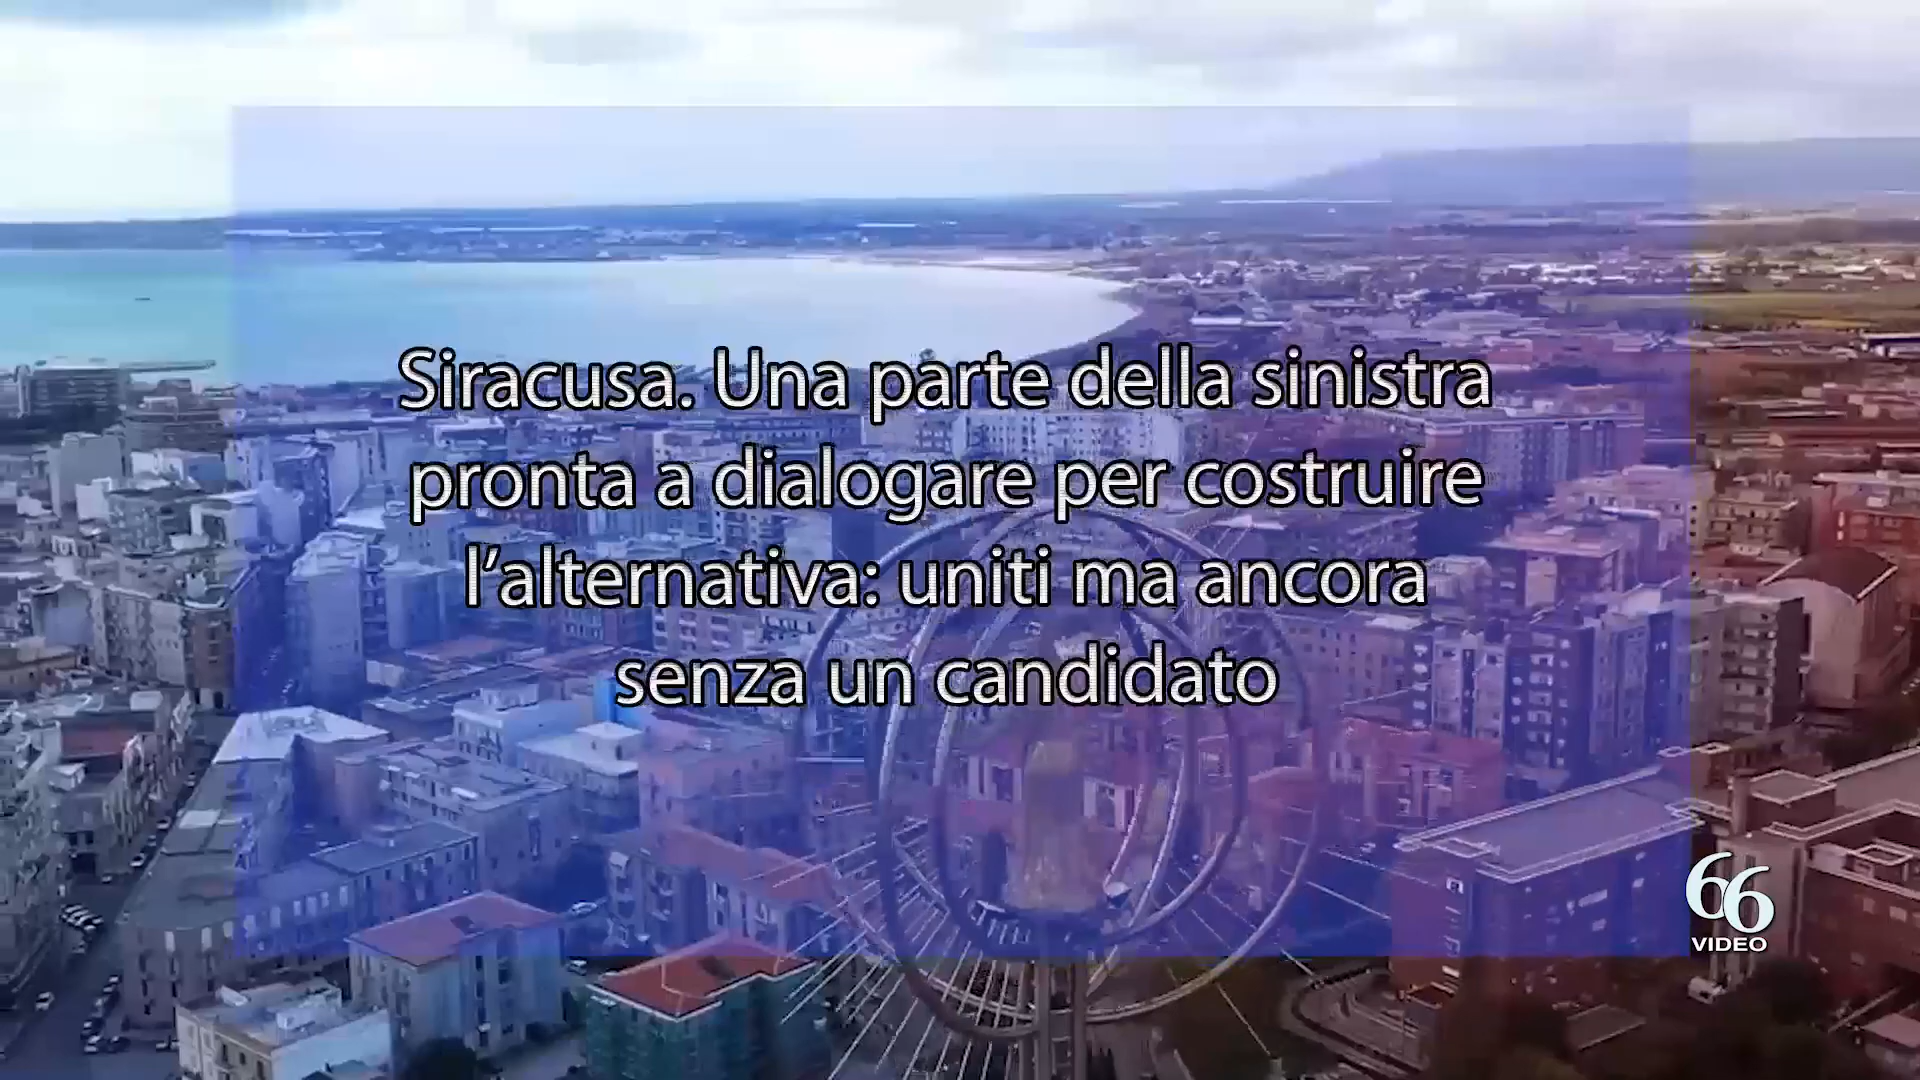 Siracusa. Una parte della sinistra
pronta a dialogare per costruire
l’alternativa: uniti ma ancora
senza un candidato
66
VIDEO